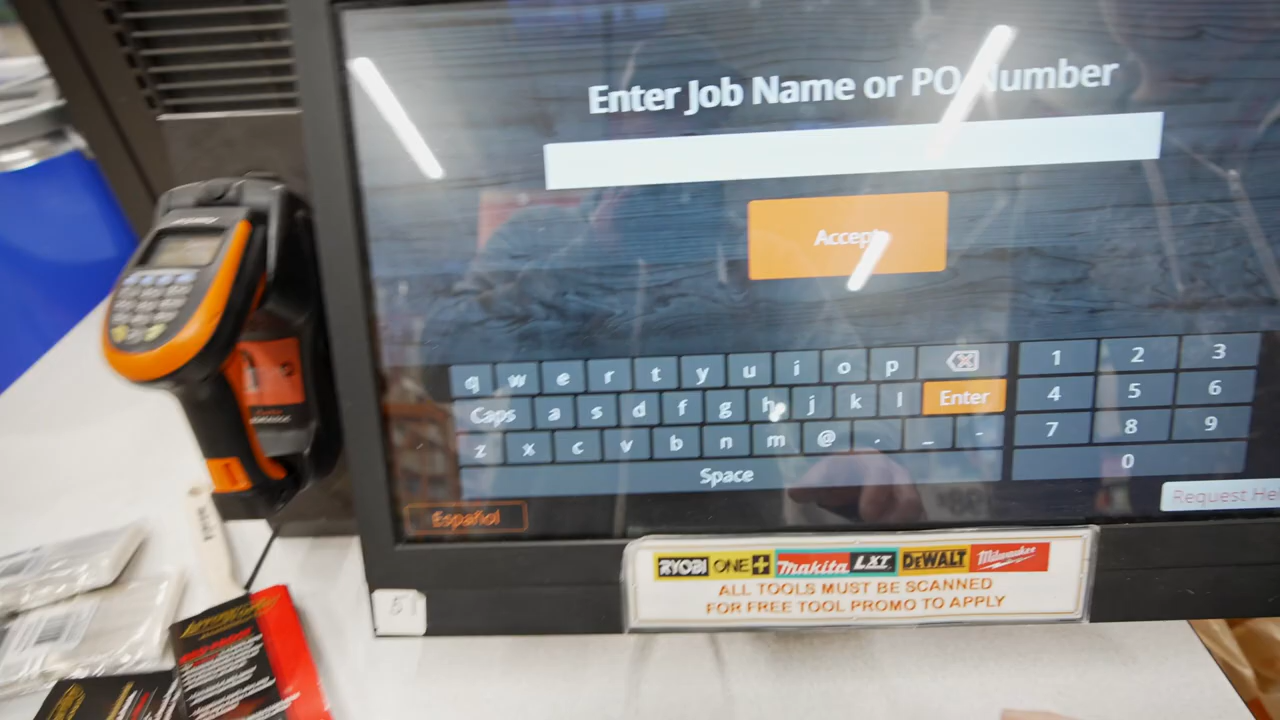 Enter Job Name or PO Number
Accept
q w e r t y u i o p
1 2 3
Caps a s d f g h j k l Enter
4 5 6
z x c v b n m @ . _ -
7 8 9
Space
0
Español
Request He
RYOBI ONE+ makita LXT DEWALT Milwaukee
ALL TOOLS MUST BE SCANNED
FOR FREE TOOL PROMO TO APPLY